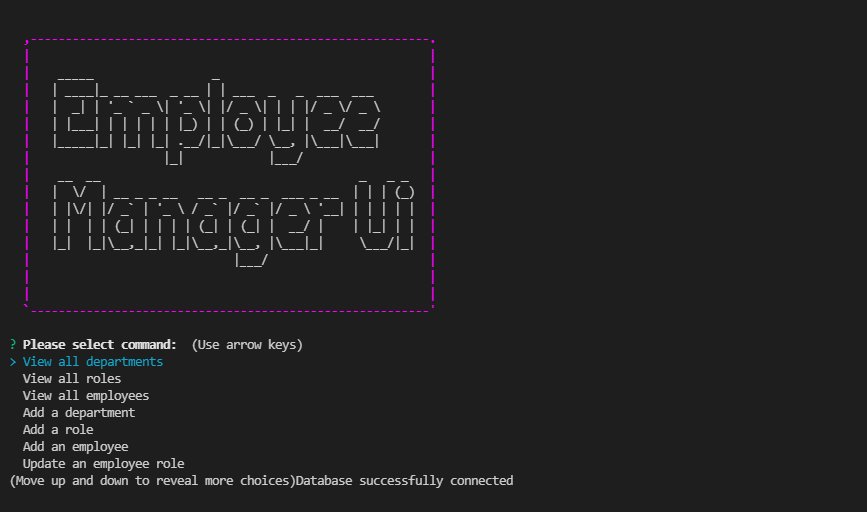 Employee
Manager Ui
? Please select command:  (Use arrow keys)
> View all departments
View all roles
View all employees
Add a department
Add a role
Add an employee
Update an employee role
(Move up and down to reveal more choices)Database successfully connected